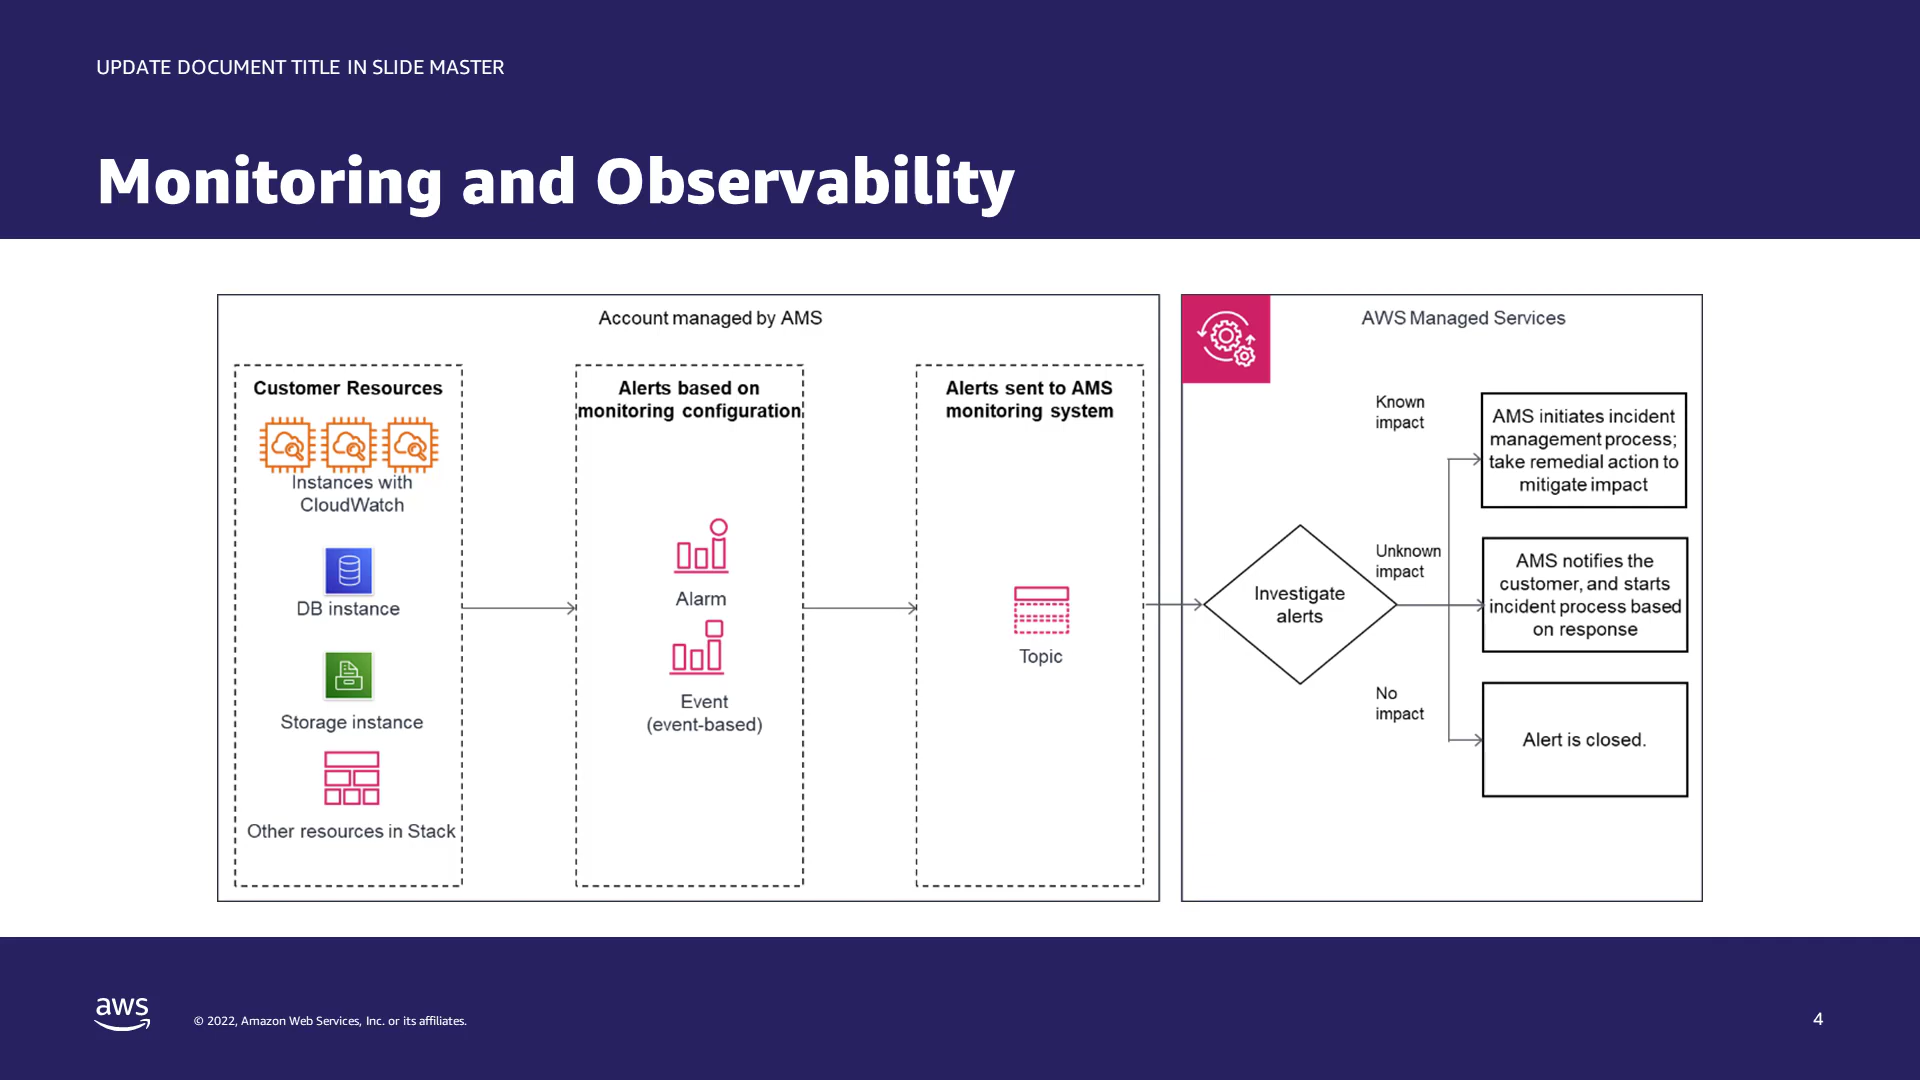 UPDATE DOCUMENT TITLE IN SLIDE MASTER
Monitoring and Observability
Account managed by AMS
Customer Resources
Instances with
CloudWatch
DB instance
Storage instance
Other resources in Stack
Alerts based on
monitoring configuration
Alarm
Event
(event-based)
Alerts sent to AMS
monitoring system
Topic
AWS Managed Services
Investigate
alerts
Known
impact
AMS initiates incident
management process;
take remedial action to
mitigate impact
Unknown
impact
AMS notifies the
customer, and starts
incident process based
on response
No
impact
Alert is closed.
aws
© 2022, Amazon Web Services, Inc. or its affiliates.
4